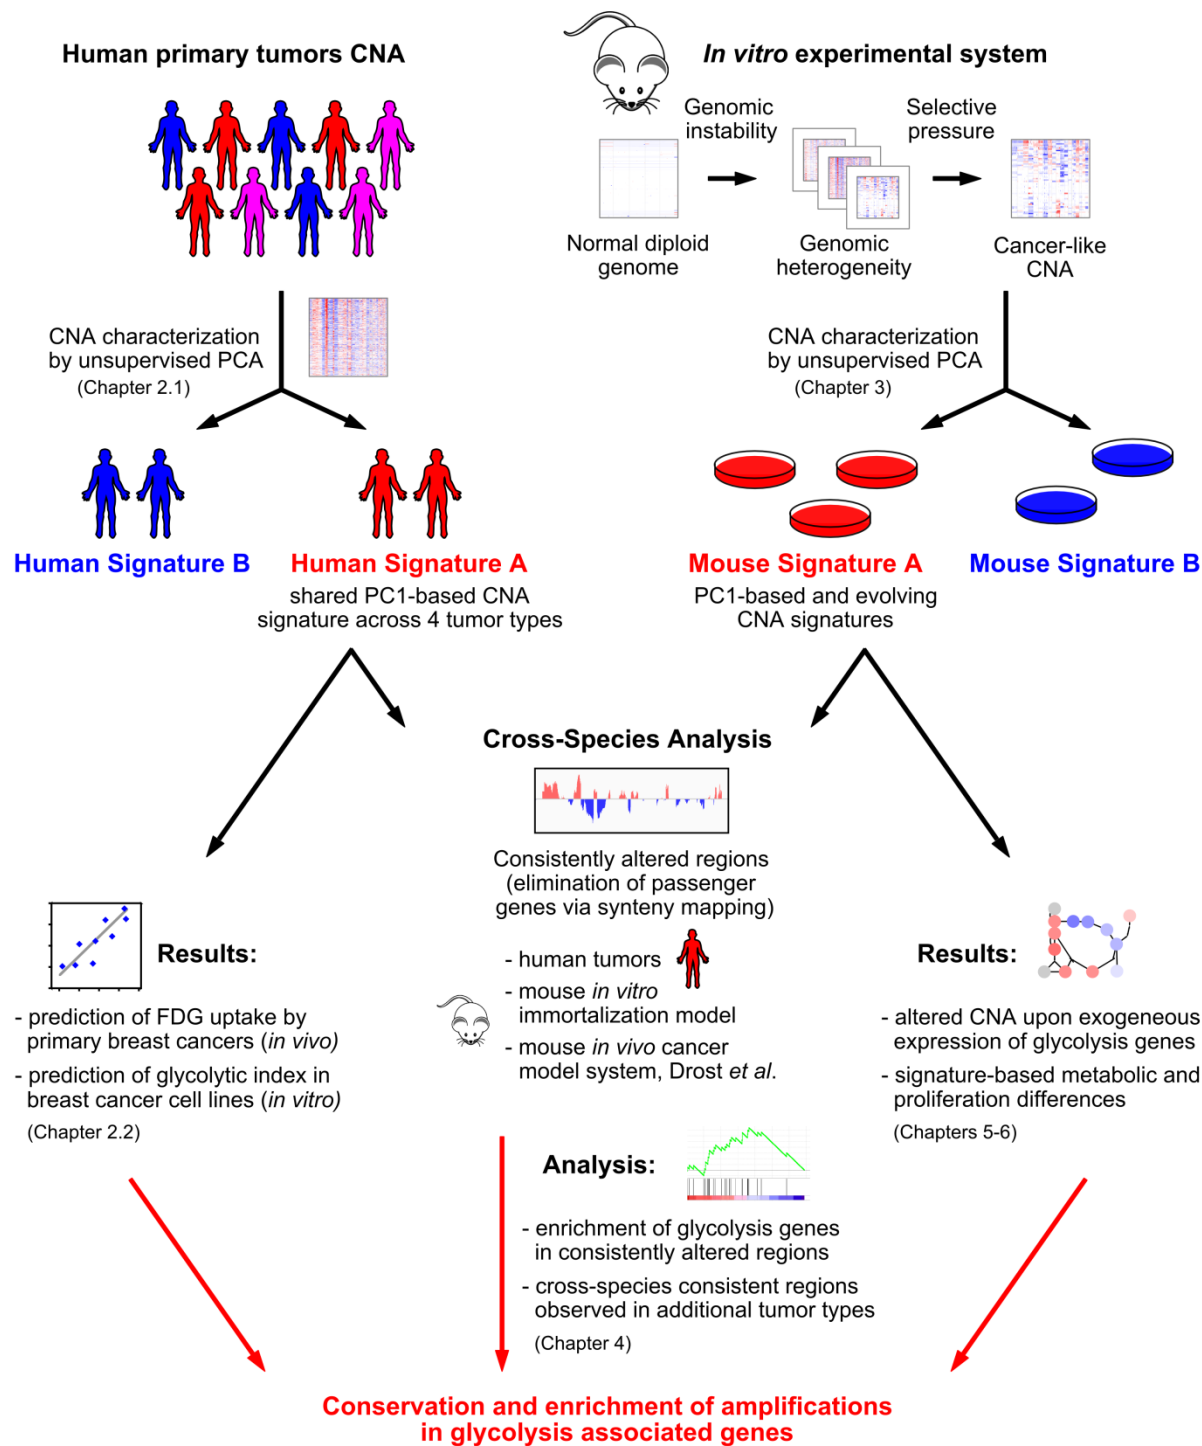 Human primary tumors CNA
In vitro experimental system
Genomic
instability
Selective
pressure
Normal diploid
genome
Genomic
heterogeneity
Cancer-like
CNA
CNA characterization
by unsupervised PCA
(Chapter 2.1)
CNA characterization
by unsupervised PCA
(Chapter 3)
Human Signature B
Human Signature A
shared PC1-based CNA
signature across 4 tumor types
Mouse Signature A
PC1-based and evolving
CNA signatures
Mouse Signature B
Cross-Species Analysis
Consistently altered regions
(elimination of passenger
genes via synteny mapping)
- human tumors
- mouse in vitro
immortalization model
- mouse in vivo cancer
model system, Drost et al.
Results:
- prediction of FDG uptake by
primary breast cancers (in vivo)
- prediction of glycolytic index in
breast cancer cell lines (in vitro)
(Chapter 2.2)
Results:
- altered CNA upon exogeneous
expression of glycolysis genes
- signature-based metabolic and
proliferation differences
(Chapters 5-6)
Analysis:
- enrichment of glycolysis genes
in consistently altered regions
- cross-species consistent regions
observed in additional tumor types
(Chapter 4)
Conservation and enrichment of amplifications
in glycolysis associated genes